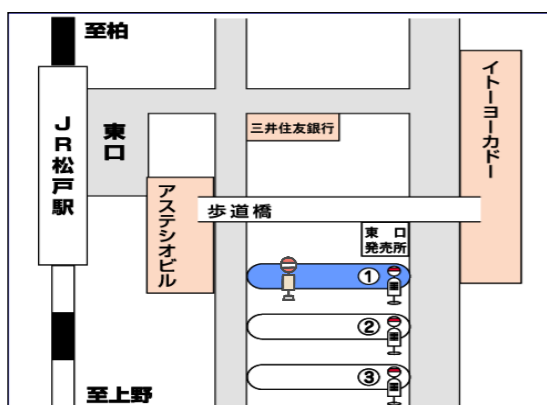 至柏
JR松戸駅
東口
三井住友銀行
イトーヨーカドー
アステシオビル
歩道橋
東口
発売所
①
②
③
至上野